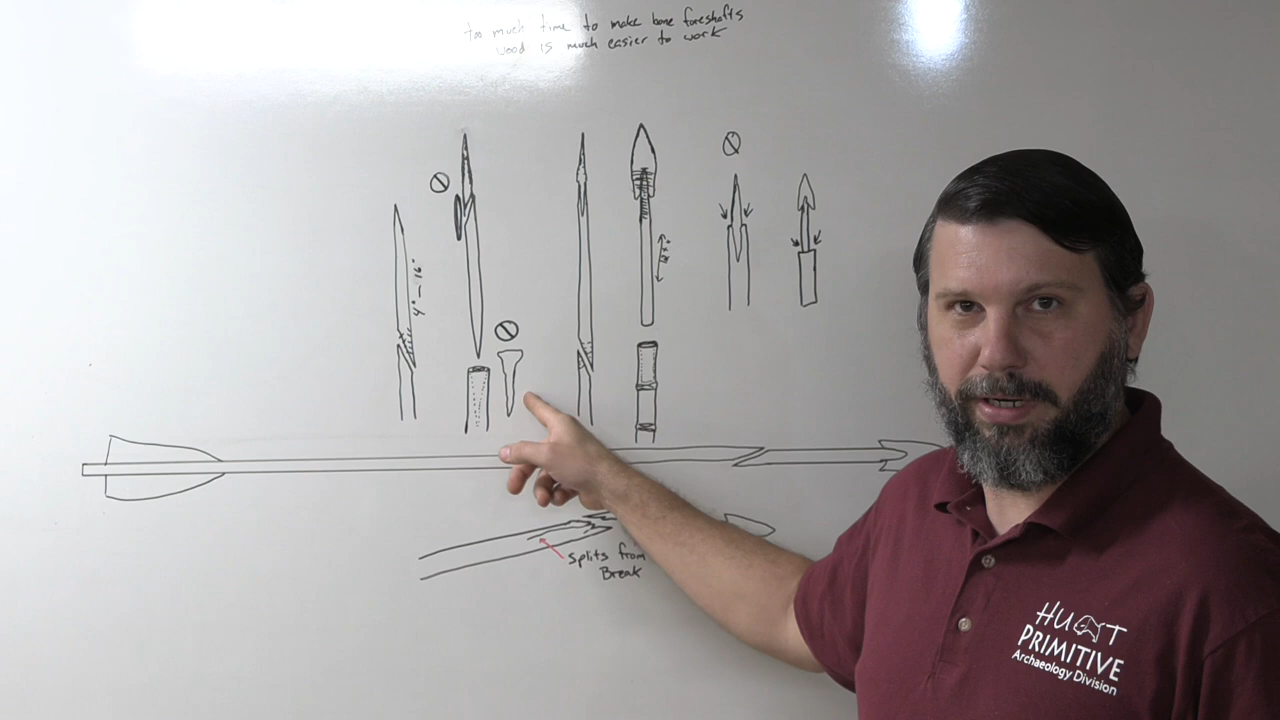 too much time to make bone foreshafts
wood is much easier to work
4" — 16"
splits from
Break
HUNT
PRIMITIVE
Archaeology Division